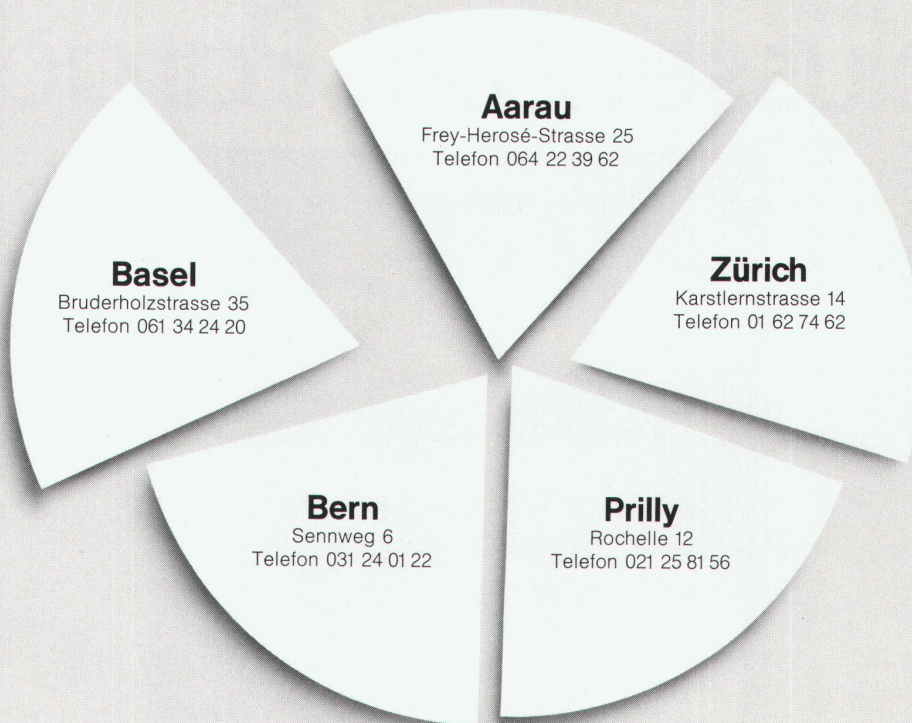 Aarau
Frey-Herosé-Strasse 25
Telefon 064 22 39 62
Basel
Bruderholzstrasse 35
Telefon 061 34 24 20
Zürich
Karstlernstrasse 14
Telefon 01 62 74 62
Bern
Sennweg 6
Telefon 031 24 01 22
Prilly
Rochelle 12
Telefon 021 25 81 56